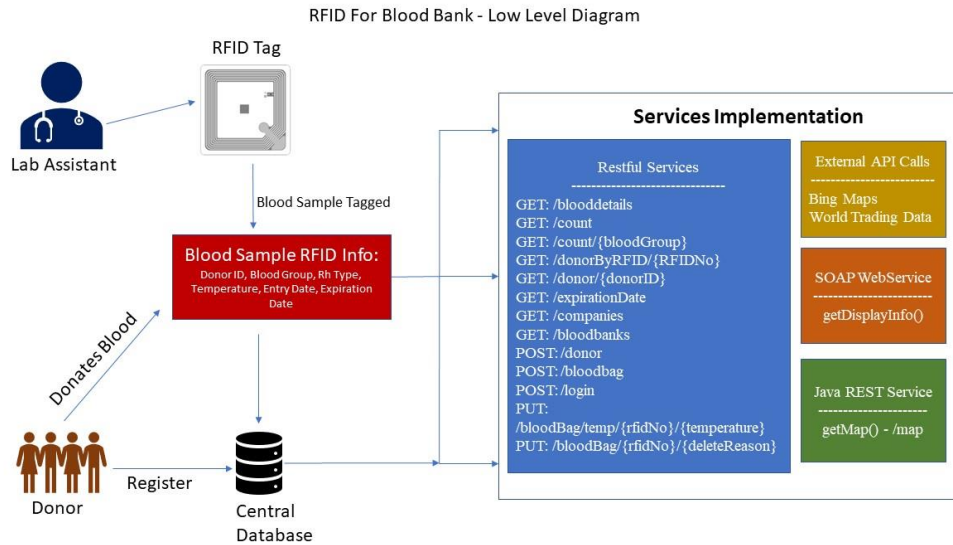 RFID For Blood Bank - Low Level Diagram
RFID Tag
Lab Assistant
Blood Sample Tagged
Blood Sample RFID Info:
Donor ID, Blood Group, Rh Type,
Temperature, Entry Date, Expiration
Date
Donates Blood
Donor
Register
Central
Database
Services Implementation
Restful Services
-------------------------------
GET: /blooddetails
GET: /count
GET: /count/{bloodGroup}
GET: /donorByRFID/{RFIDNo}
GET: /donor/{donorID}
GET: /expirationDate
GET: /companies
GET: /bloodbanks
POST: /donor
POST: /bloodbag
POST: /login
PUT:
/bloodBag/temp/{rfidNo}/{temperature}
PUT: /bloodBag/{rfidNo}/{deleteReason}
External API Calls
-------------------------
Bing Maps
World Trading Data
SOAP WebService
-----------------------
getDisplayInfo()
Java REST Service
----------------------
getMap() - /map